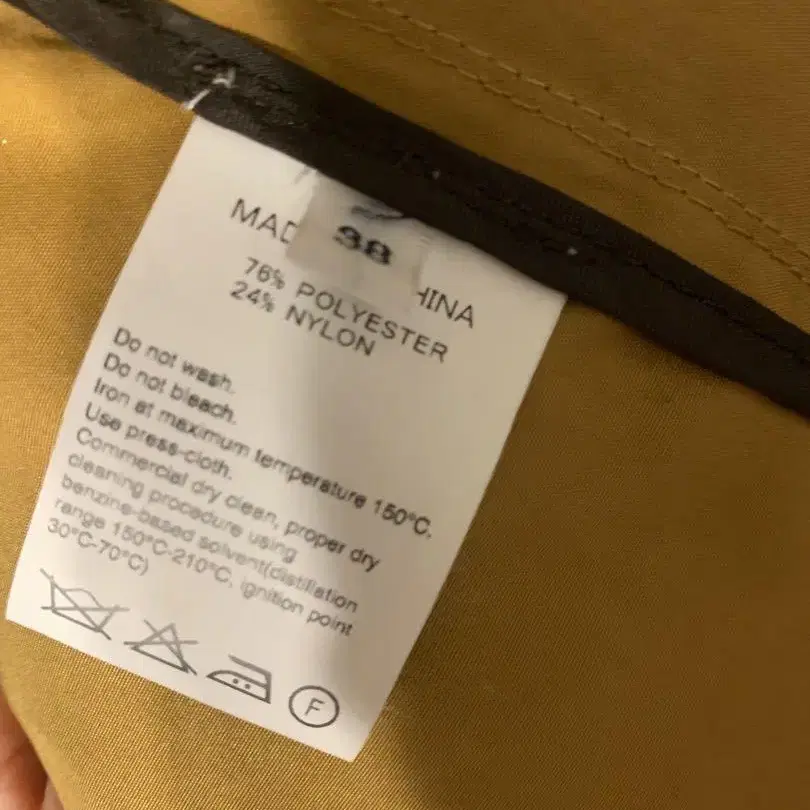 38
MAD HINA
76% POLYESTER
24% NYLON
Do not wash.
Do not bleach.
Iron at maximum temperature 150°C.
Use press-cloth.
Commercial dry clean, proper dry
cleaning procedure using
benzine-based solvent(distillation
range 150°C-210°C, ignition point
30°C-70°C)
F